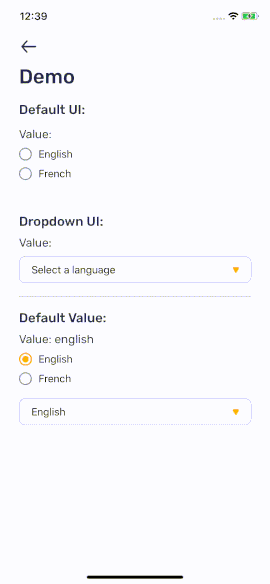 12:39
Demo
Default UI:
Value:
English
French
Dropdown UI:
Value:
Select a language
Default Value:
Value: english
English
French
English